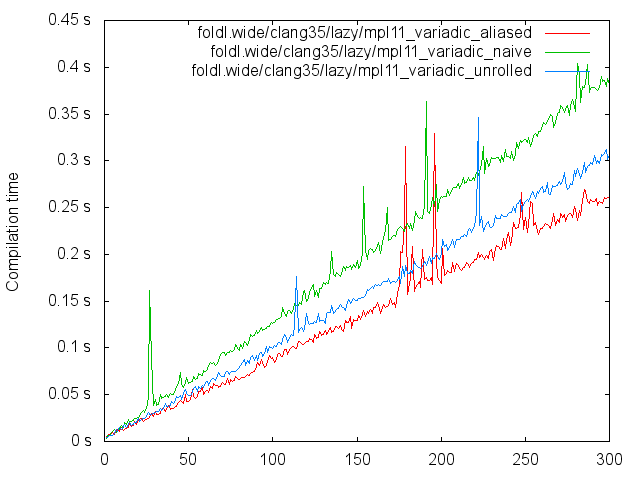 0.45 s
0.4 s
0.35 s
0.3 s
0.25 s
0.2 s
0.15 s
0.1 s
0.05 s
0 s
Compilation time
foldl.wide/clang35/lazy/mpl11_variadic_aliased
foldl.wide/clang35/lazy/mpl11_variadic_naive
foldl.wide/clang35/lazy/mpl11_variadic_unrolled
0 50 100 150 200 250 300